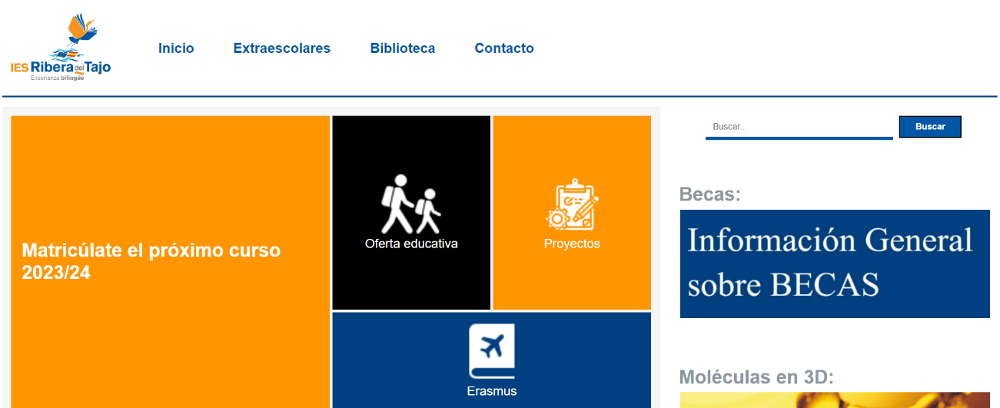 IES Ribera del Tajo
Enseñanza bilingüe
Inicio
Extraescolares
Biblioteca
Contacto
Matricúlate el próximo curso
2023/24
Oferta educativa
Proyectos
Erasmus
Buscar...
Buscar
Becas:
Información General
sobre BECAS
Moléculas en 3D: